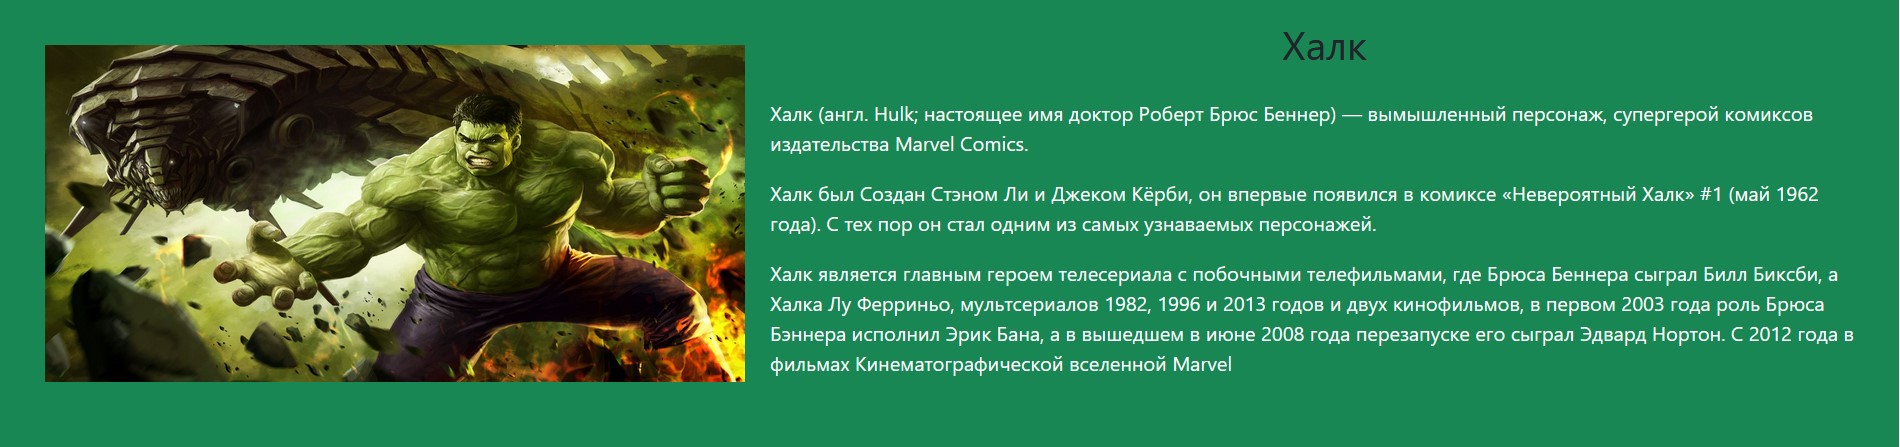 Халк
Халк (англ. Hulk; настоящее имя доктор Роберт Брюс Беннер) — вымышленный персонаж, супергерой комиксов
издательства Marvel Comics.
Халк был Создан Стэном Ли и Джеком Кёрби, он впервые появился в комиксе «Невероятный Халк» #1 (май 1962
года). С тех пор он стал одним из самых узнаваемых персонажей.
Халк является главным героем телесериала с побочными телефильмами, где Брюса Беннера сыграл Билл Биксби, а
Халка Лу Ферриньо, мультсериалов 1982, 1996 и 2013 годов и двух кинофильмов, в первом 2003 года роль Брюса
Бэннера исполнил Эрик Бана, а в вышедшем в июне 2008 года перезапуске его сыграл Эдвард Нортон. С 2012 года в
фильмах Кинематографической вселенной Marvel